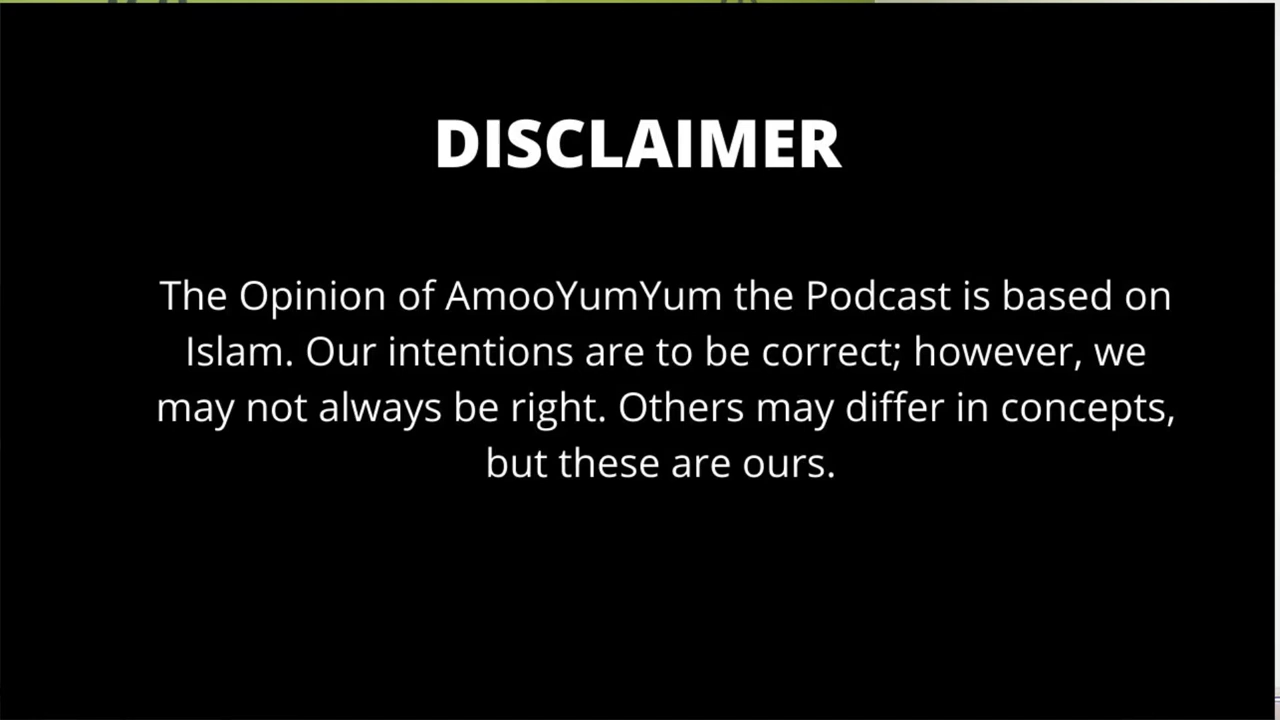 DISCLAIMER
The Opinion of AmooYumYum the Podcast is based on
Islam. Our intentions are to be correct; however, we
may not always be right. Others may differ in concepts,
but these are ours.